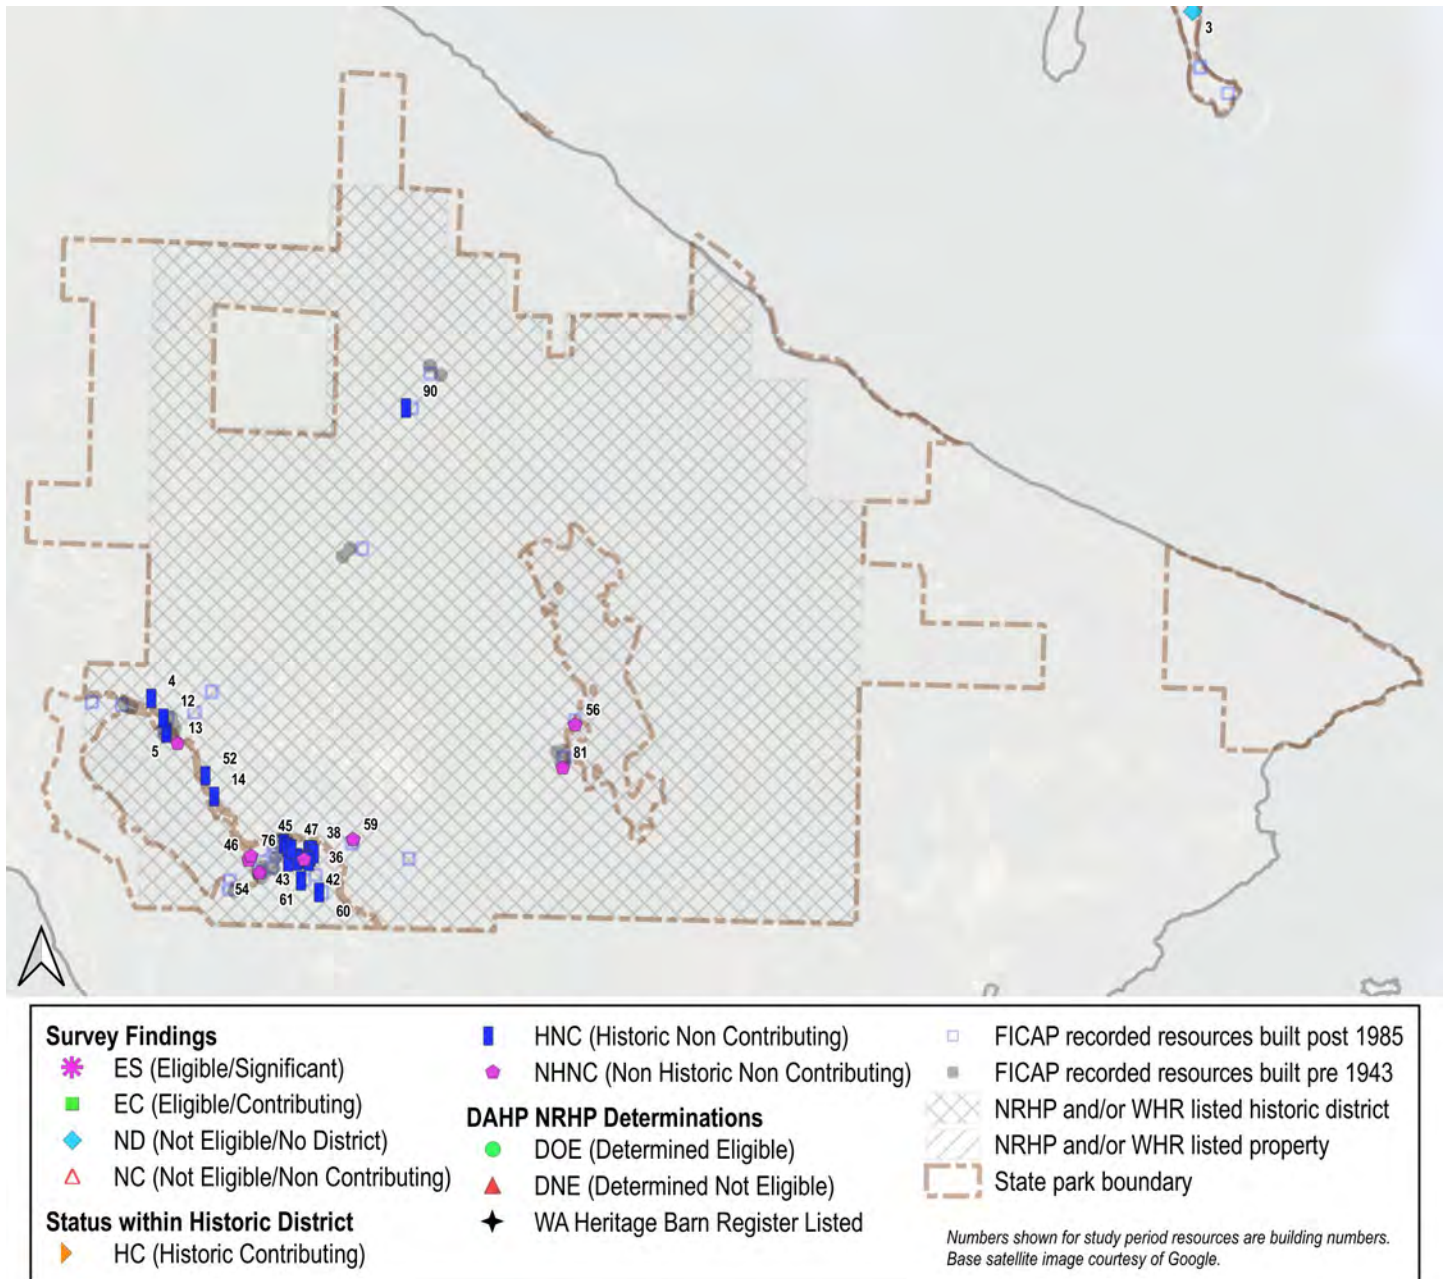 3
90
4
12
13
5
52
14
56
81
45
47
38
59
46
76
36
54
43
42
61
60
Survey Findings
ES (Eligible/Significant)
EC (Eligible/Contributing)
ND (Not Eligible/No District)
NC (Not Eligible/Non Contributing)
Status within Historic District
HC (Historic Contributing)
HNC (Historic Non Contributing)
NHNC (Non Historic Non Contributing)
DAHP NRHP Determinations
DOE (Determined Eligible)
DNE (Determined Not Eligible)
WA Heritage Barn Register Listed
FICAP recorded resources built post 1985
FICAP recorded resources built pre 1943
NRHP and/or WHR listed historic district
NRHP and/or WHR listed property
State park boundary
Numbers shown for study period resources are building numbers.
Base satellite image courtesy of Google.